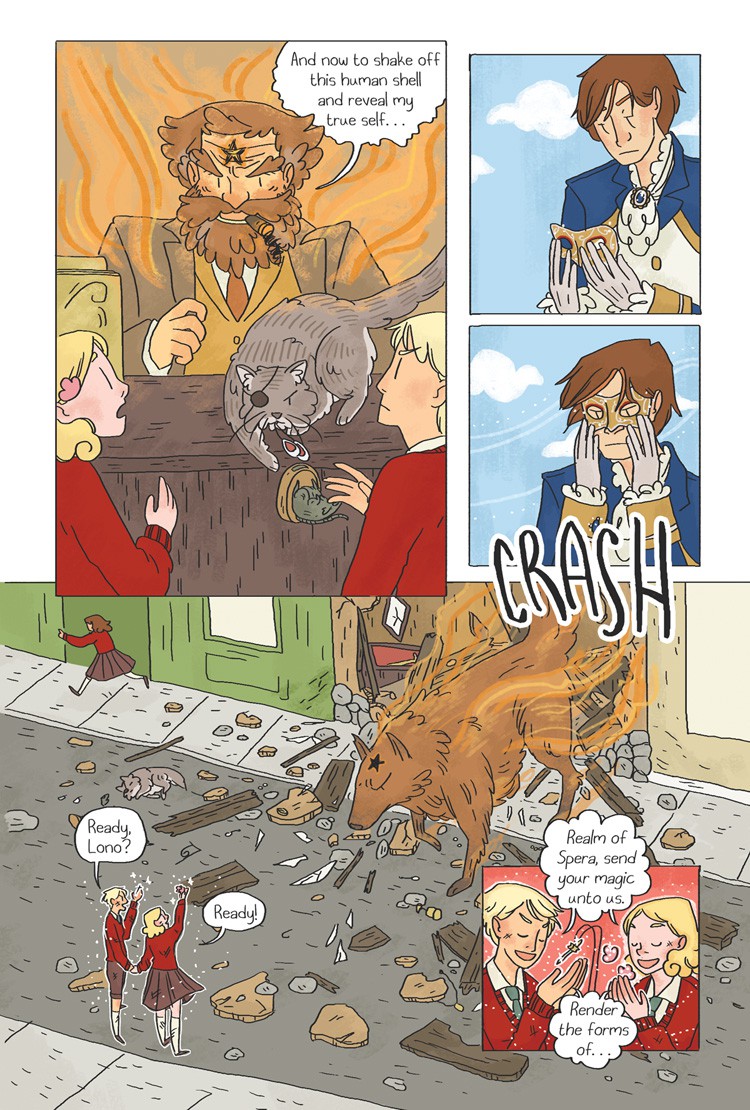 And now to shake off
this human shell
and reveal my
true self. . .
CRASH
Ready,
Lono?
Ready!
Realm of
Spera, send
your magic
unto us.
Render
the forms
of. . .